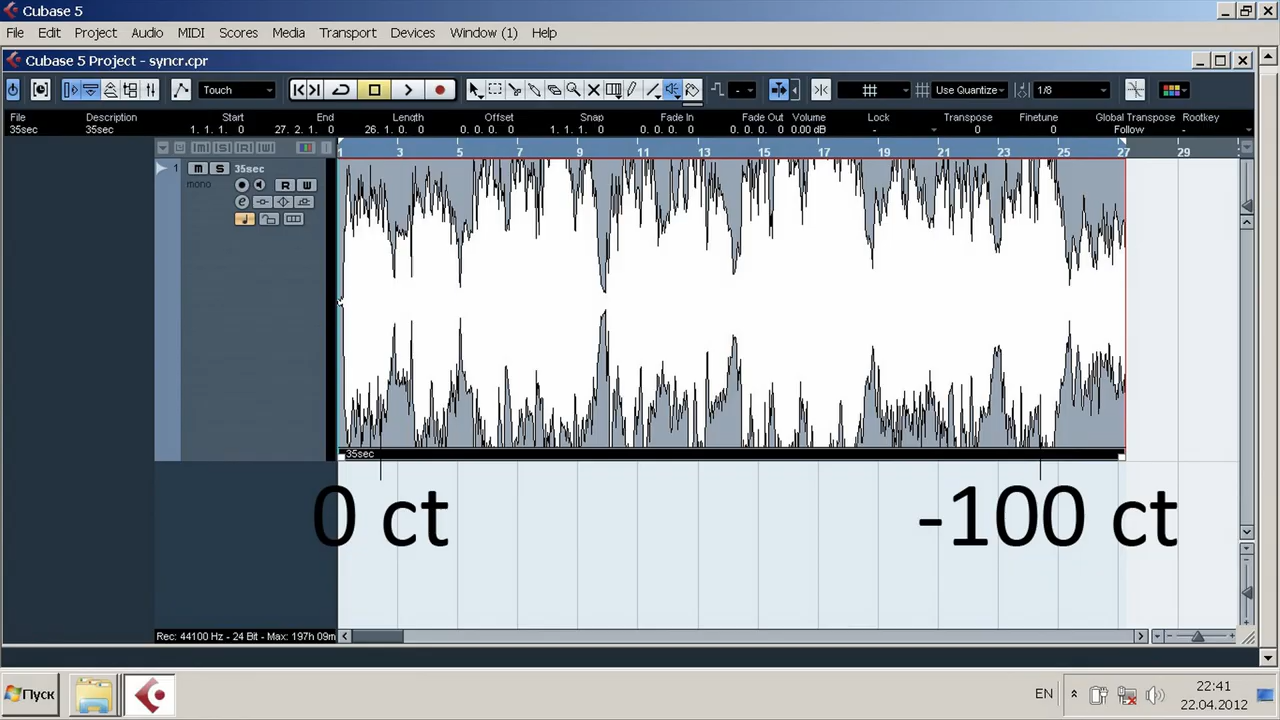 Cubase 5
File Edit Project Audio MIDI Scores Media Transport Devices Window (1) Help
Cubase 5 Project - syncr.cpr
Touch - Use Quantize 1/8
File Description Start End Length Offset Snap Fade In Fade Out Volume Lock Transpose Finetune Global Transpose Rootkey
35sec 35sec 1. 1. 1. 0 27. 2. 1. 0 26. 1. 0. 0 0. 0. 0. 0 1. 1. 1. 0 0. 0. 0. 0 0. 0. 0. 0 0.00 dB - 0 0 Follow -
1 3 5 7 9 11 13 15 17 19 21 23 25 27 29
1 M S 35sec
mono R W
e
35sec
0 ct -100 ct
Rec: 44100 Hz - 24 Bit - Max: 197h 09m
Пуск EN 22:41
22.04.2012